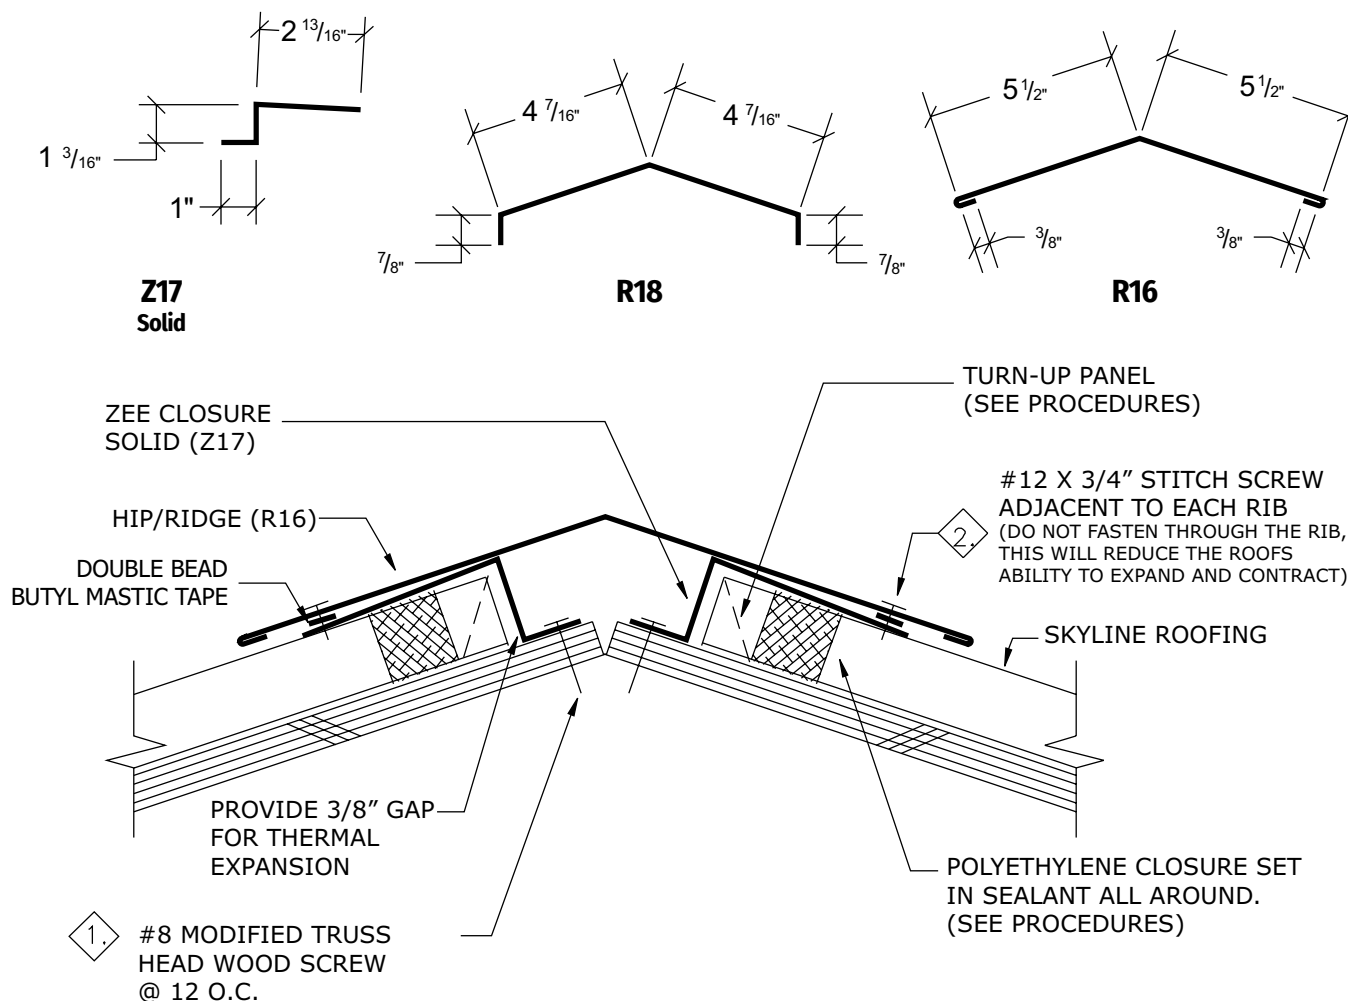 2 13/16"
1 3/16"
1"
Z17
Solid
4 7/16"
4 7/16"
7/8"
7/8"
R18
5 1/2"
5 1/2"
3/8"
3/8"
R16
ZEE CLOSURE
SOLID (Z17)
HIP/RIDGE (R16)
DOUBLE BEAD
BUTYL MASTIC TAPE
TURN-UP PANEL
(SEE PROCEDURES)
2.
#12 X 3/4" STITCH SCREW
ADJACENT TO EACH RIB
(DO NOT FASTEN THROUGH THE RIB,
THIS WILL REDUCE THE ROOFS
ABILITY TO EXPAND AND CONTRACT)
SKYLINE ROOFING
PROVIDE 3/8" GAP
FOR THERMAL
EXPANSION
POLYETHYLENE CLOSURE SET
IN SEALANT ALL AROUND.
(SEE PROCEDURES)
1.
#8 MODIFIED TRUSS
HEAD WOOD SCREW
@ 12 O.C.